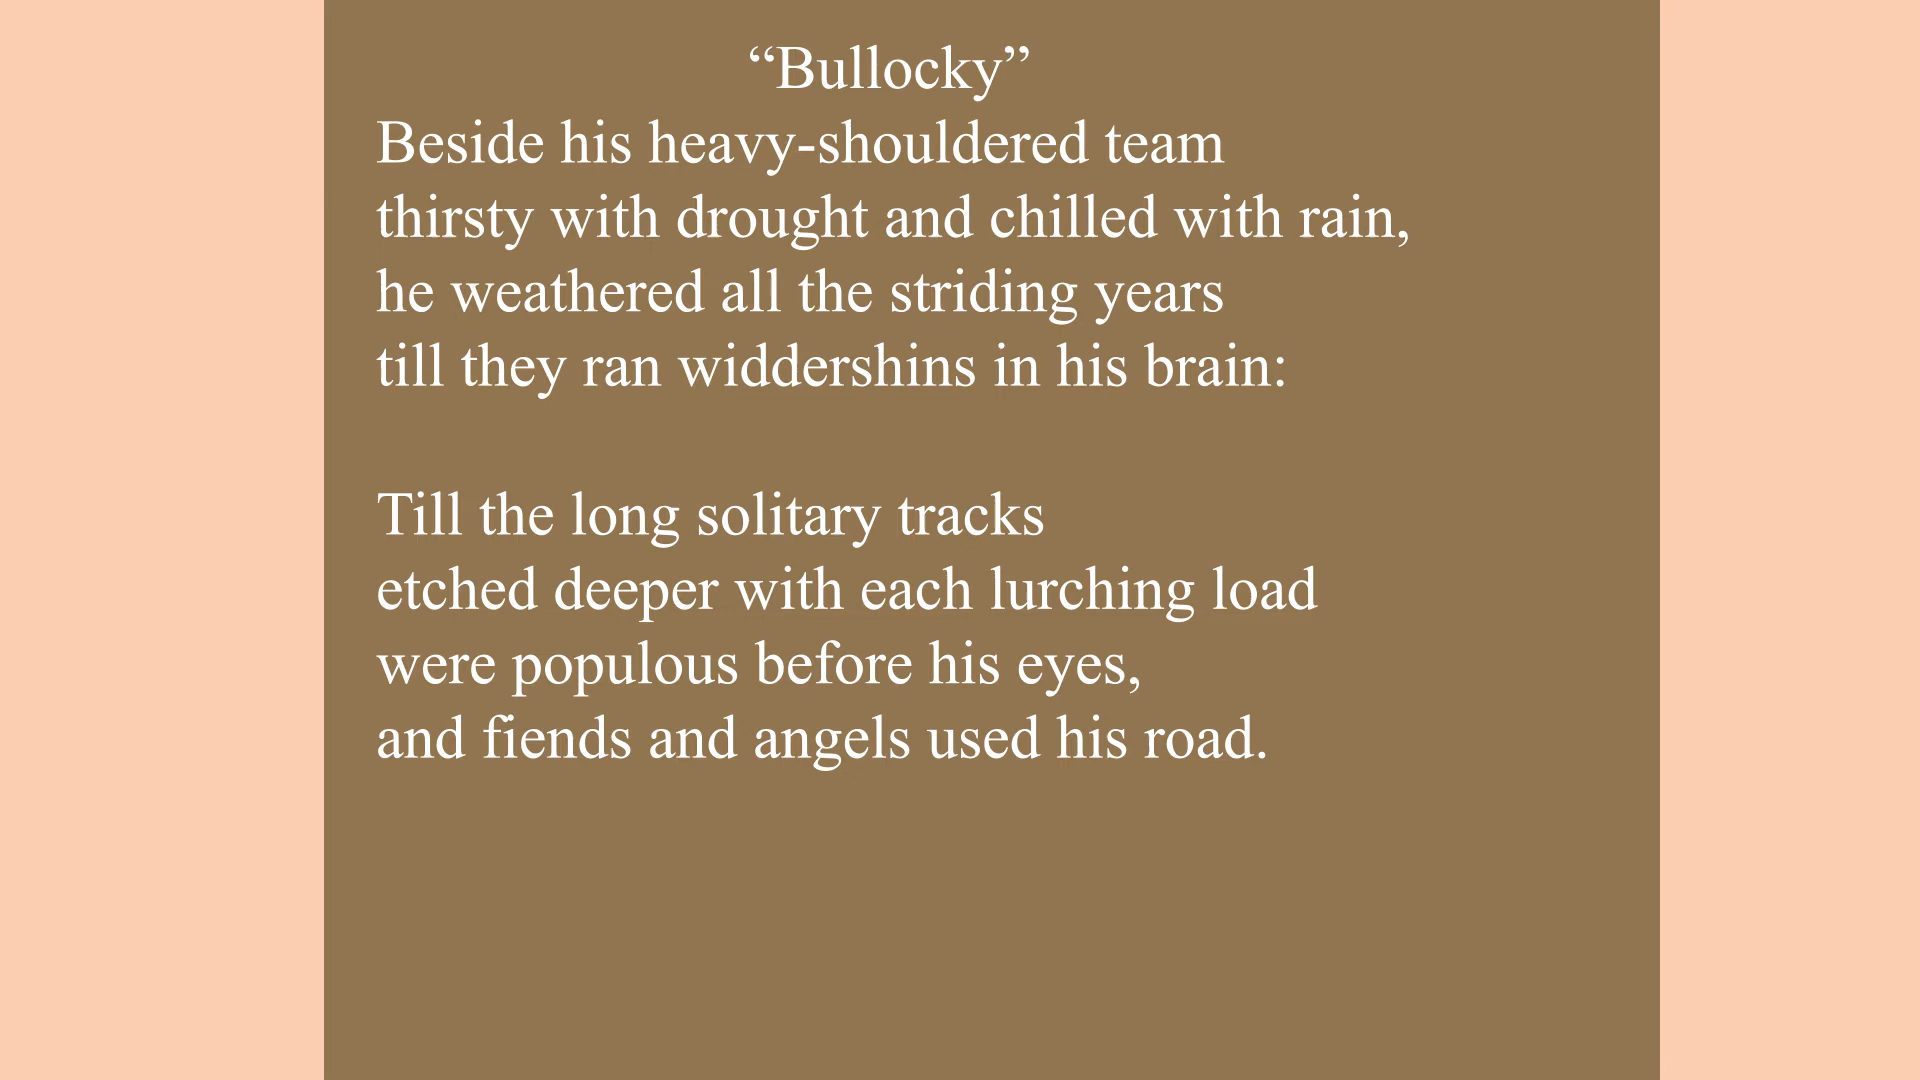 “Bullocky”
Beside his heavy-shouldered team
thirsty with drought and chilled with rain,
he weathered all the striding years
till they ran widdershins in his brain:
Till the long solitary tracks
etched deeper with each lurching load
were populous before his eyes,
and fiends and angels used his road.